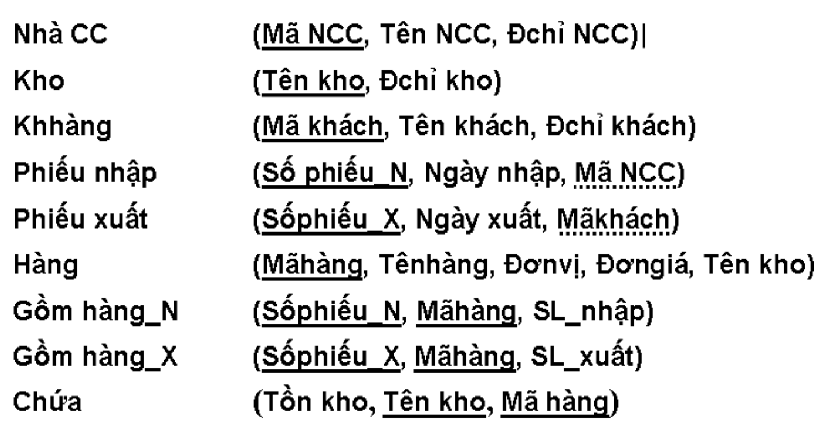 Nhà CC (Mã NCC, Tên NCC, Đchỉ NCC)|
Kho (Tên kho, Đchỉ kho)
Khhàng (Mã khách, Tên khách, Đchỉ khách)
Phiếu nhập (Số phiếu_N, Ngày nhập, Mã NCC)
Phiếu xuất (Sốphiếu_X, Ngày xuất, Mãkhách)
Hàng (Mãhàng, Tênhàng, Đơnvị, Đơngiá, Tên kho)
Gồm hàng_N (Sốphiếu_N, Mãhàng, SL_nhập)
Gồm hàng_X (Sốphiếu_X, Mãhàng, SL_xuất)
Chứa (Tồn kho, Tên kho, Mã hàng)